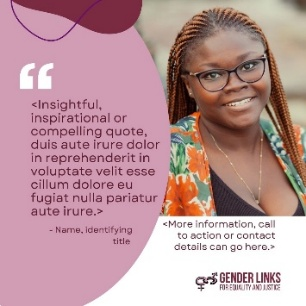 “
<Insightful,
inspirational or
compelling quote,
duis aute irure dolor
in reprehenderit in
voluptate velit esse
cillum dolore eu
fugiat nulla pariatur
aute irure.>
- Name, identifying
title
<More information, call
to action or contact
details can go here.>
GENDER LINKS
FOR EQUALITY AND JUSTICE